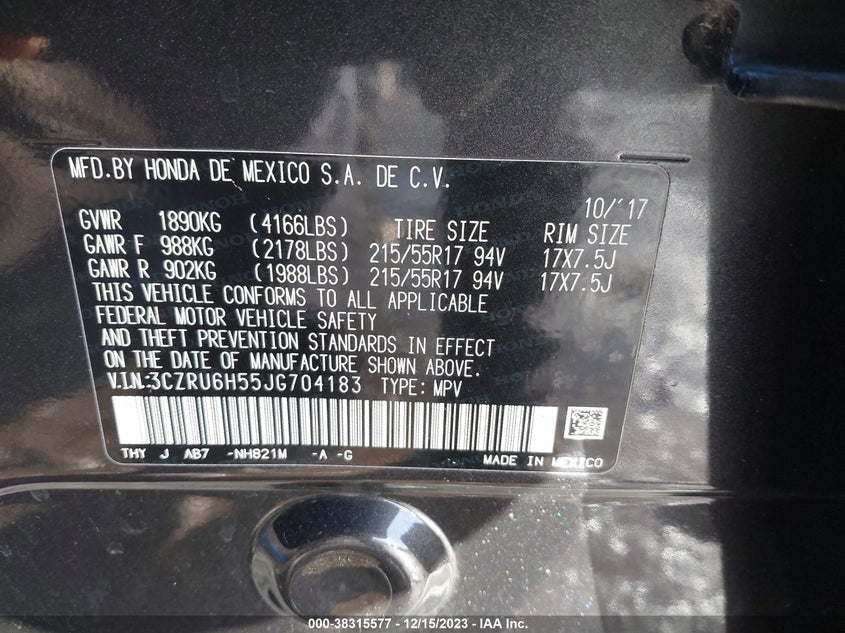 MFD.BY HONDA DE MEXICO S.A. DE C.V.
10/'17
GVWR 1890KG (4166LBS) TIRE SIZE RIM SIZE
GAWR F 988KG (2178LBS) 215/55R17 94V 17X7.5J
GAWR R 902KG (1988LBS) 215/55R17 94V 17X7.5J
THIS VEHICLE CONFORMS TO ALL APPLICABLE
FEDERAL MOTOR VEHICLE SAFETY
AND THEFT PREVENTION STANDARDS IN EFFECT
ON THE DATE OF MANUFACTURE SHOWN ABOVE.
V.I.N:3CZRU6H55JG704183 TYPE: MPV
THY J AB7 -NH821M -A -G
MADE IN MEXICO
000-38315577 - 12/15/2023 - IAA Inc.